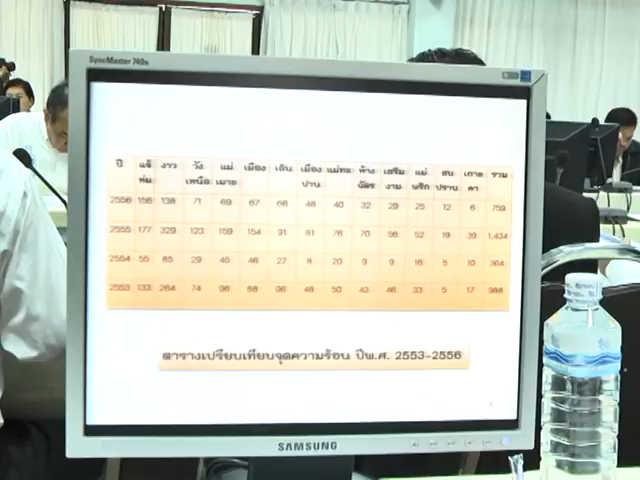 SyncMaster 740n
ปี แจ้ห่ม งาว วังเหนือ แม่เมาะ เมือง เถิน เมืองปาน แม่ทะ ห้างฉัตร เสริมงาม แม่พริก สบปราบ เกาะคา รวม
2556 156 138 71 69 67 66 48 40 32 29 25 12 6 759
2555 177 329 123 159 154 91 81 76 70 56 52 19 39 1,434
2554 55 85 29 45 46 27 8 20 9 9 16 5 10 364
2553 133 264 74 96 88 96 48 50 43 46 33 5 17 988
ตารางเปรียบเทียบจุดความร้อน ปีพ.ศ. 2553-2556
SAMSUNG